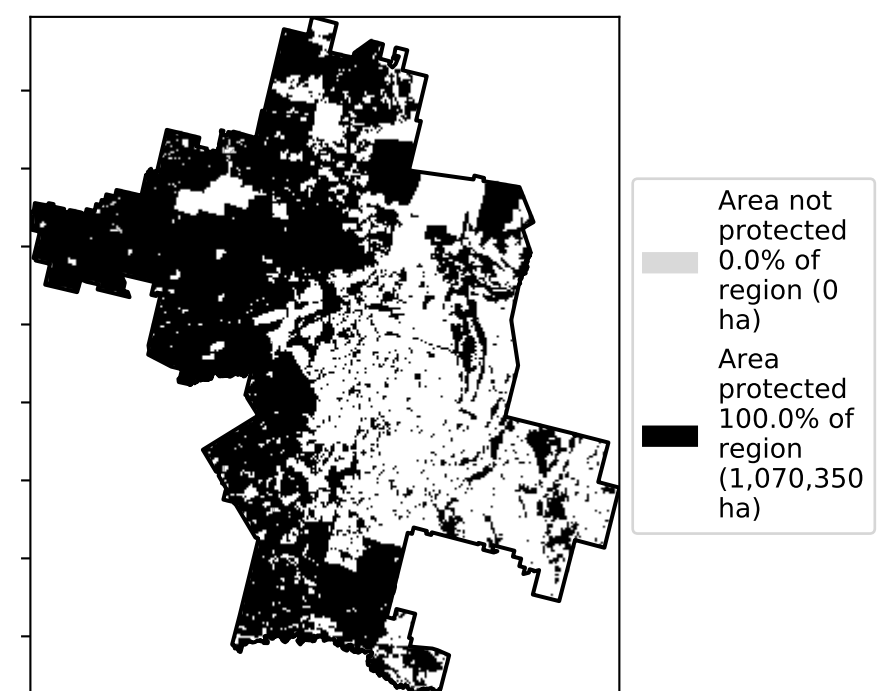 Area not
protected
0.0% of
region (0
ha)
Area
protected
100.0% of
region
(1,070,350
ha)